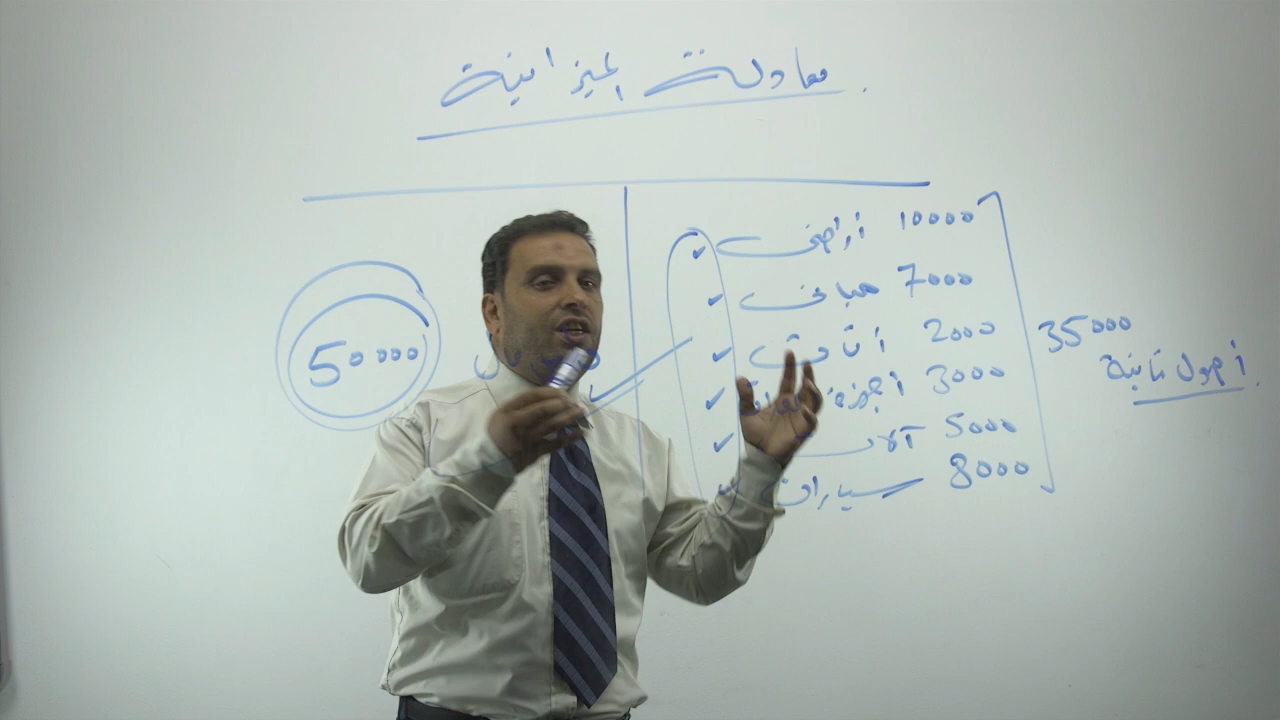 معادلة الميزانية
10000 أراضي
7000 مباني
2000 أثاث
3000 أجهزة
5000 آلات
8000 سيارات
35000
أصول ثابتة
50000